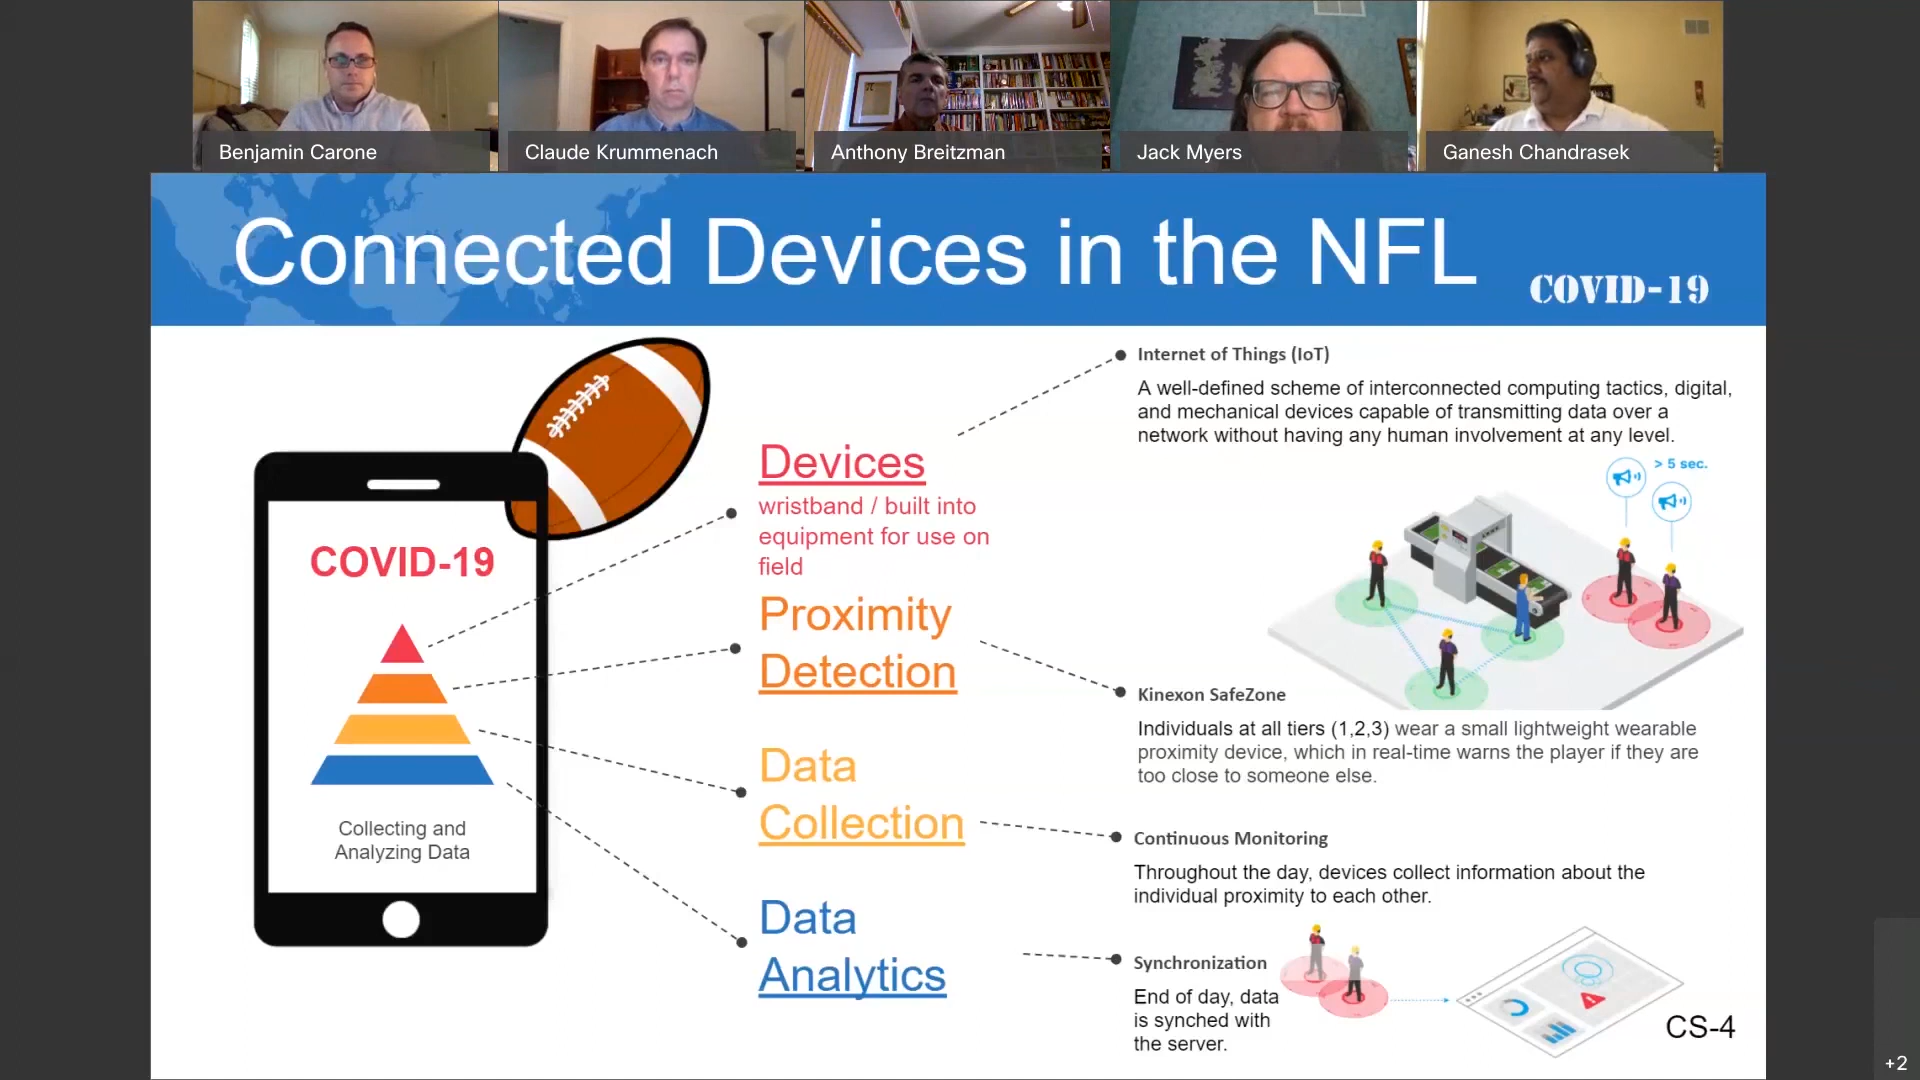 Benjamin Carone
Claude Krummenach
Anthony Breitzman
Jack Myers
Ganesh Chandrasek
Connected Devices in the NFL
COVID-19
COVID-19
Collecting and
Analyzing Data
Devices
wristband / built into
equipment for use on
field
Proximity
Detection
Data
Collection
Data
Analytics
Internet of Things (IoT)
A well-defined scheme of interconnected computing tactics, digital,
and mechanical devices capable of transmitting data over a
network without having any human involvement at any level.
> 5 sec.
Kinexon SafeZone
Individuals at all tiers (1,2,3) wear a small lightweight wearable
proximity device, which in real-time warns the player if they are
too close to someone else.
Continuous Monitoring
Throughout the day, devices collect information about the
individual proximity to each other.
Synchronization
End of day, data
is synched with
the server.
CS-4
+2